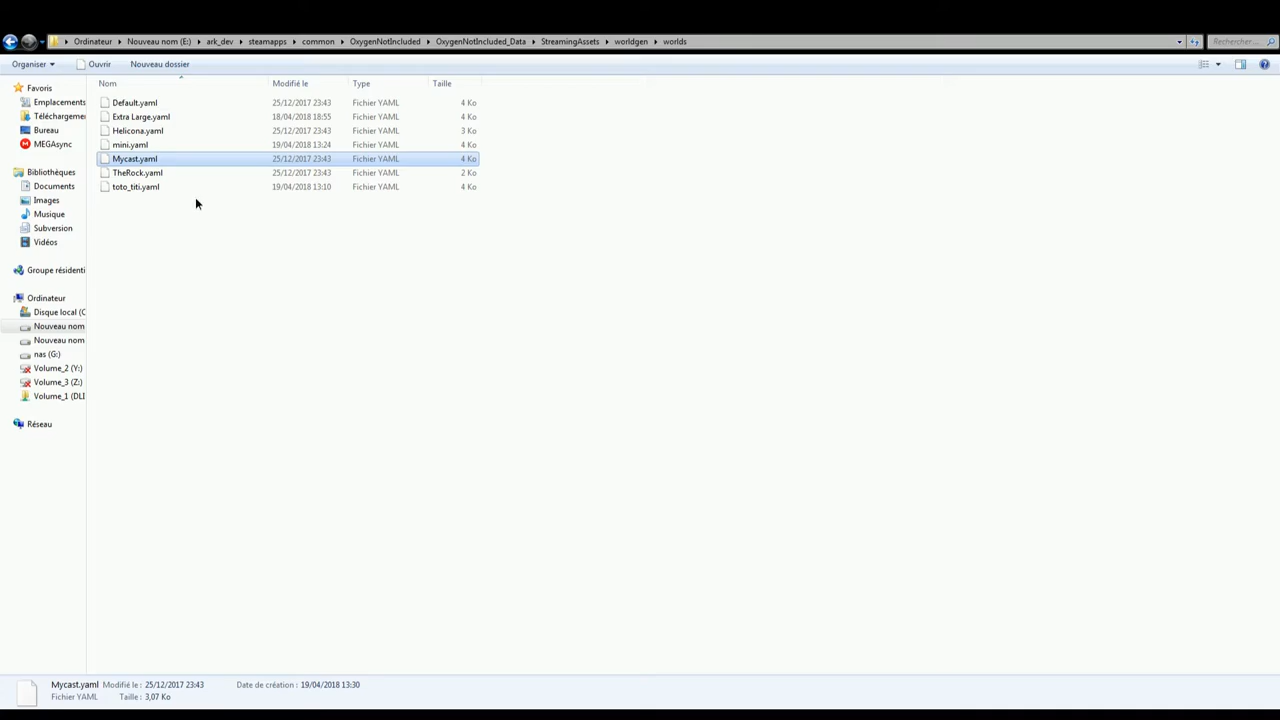 Ordinateur ▸ Nouveau nom (E:) ▸ ark_dev ▸ steamapps ▸ common ▸ OxygenNotIncluded ▸ OxygenNotIncluded_Data ▸ StreamingAssets ▸ worldgen ▸ worlds
Rechercher...
Organiser Ouvrir Nouveau dossier
Nom Modifié le Type Taille
Default.yaml 25/12/2017 23:43 Fichier YAML 4 Ko
Extra Large.yaml 18/04/2018 18:55 Fichier YAML 4 Ko
Helicona.yaml 25/12/2017 23:43 Fichier YAML 3 Ko
mini.yaml 19/04/2018 13:24 Fichier YAML 4 Ko
Mycast.yaml 25/12/2017 23:43 Fichier YAML 4 Ko
TheRock.yaml 25/12/2017 23:43 Fichier YAML 2 Ko
toto_titi.yaml 19/04/2018 13:10 Fichier YAML 4 Ko
Favoris
Emplacements
Téléchargeme
Bureau
MEGAsync
Bibliothèques
Documents
Images
Musique
Subversion
Vidéos
Groupe résidenti
Ordinateur
Disque local (C
Nouveau nom
Nouveau nom
nas (G:)
Volume_2 (Y:)
Volume_3 (Z:)
Volume_1 (DLI
Réseau
Mycast.yaml Modifié le : 25/12/2017 23:43 Date de création : 19/04/2018 13:30
Fichier YAML Taille : 3,07 Ko